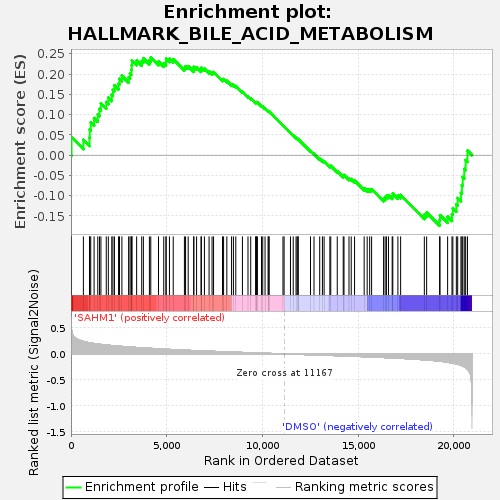 Enrichment plot:
HALLMARK_BILE_ACID_METABOLISM
Enrichment score (ES)
0.25
0.20
0.15
0.10
0.05
0.00
-0.05
-0.10
-0.15
'SAHM1' (positively correlated)
Ranked list metric (Signal2Noise)
0.5
0.0
-0.5
-1.0
-1.5
Zero cross at 11167
'DMSO' (negatively correlated)
0
5,000
10,000
15,000
20,000
Rank in Ordered Dataset
Enrichment profile
Hits
Ranking metric scores